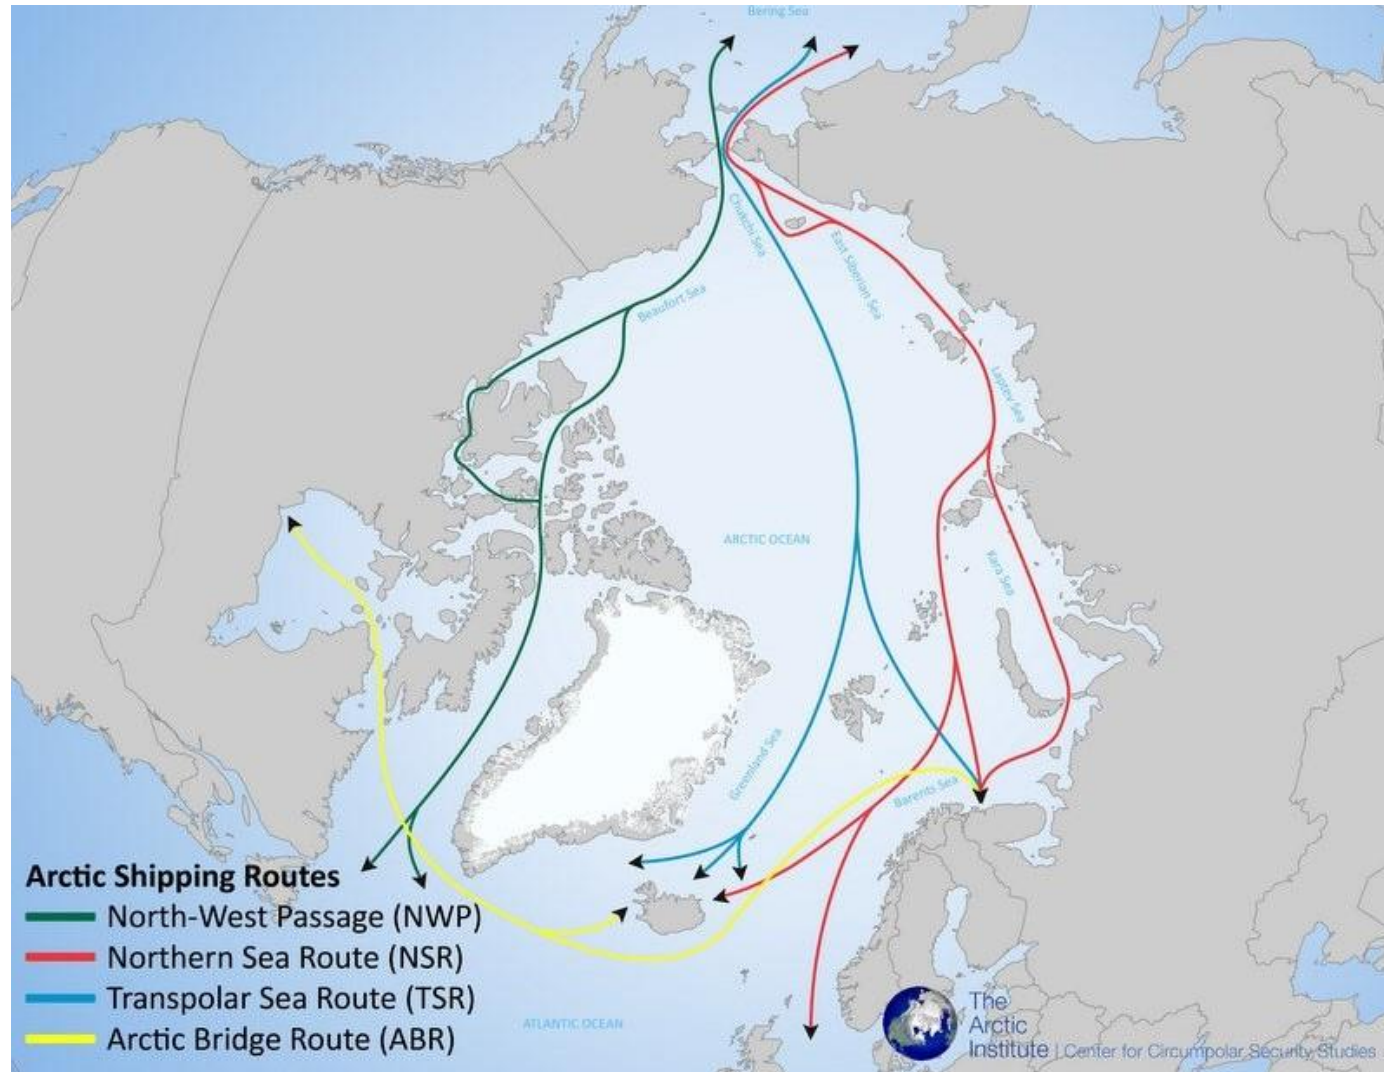 Bering Sea
Chukchi Sea
East Siberian Sea
Beaufort Sea
Laptev Sea
ARCTIC OCEAN
Kara Sea
Greenland Sea
Barents Sea
ATLANTIC OCEAN
Arctic Shipping Routes
North-West Passage (NWP)
Northern Sea Route (NSR)
Transpolar Sea Route (TSR)
Arctic Bridge Route (ABR)
The
Arctic
Institute | Center for Circumpolar Security Studies